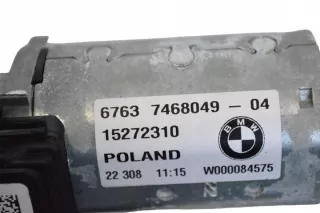 6763 7468049 - 04
15272310
BMW
POLAND
22 308 11:15 W000084575